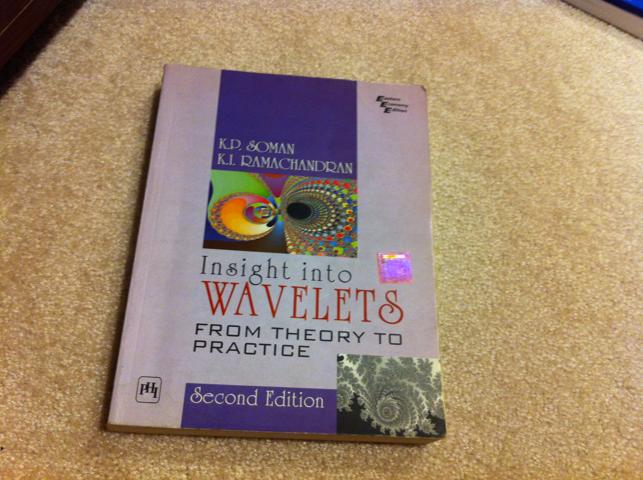 Eastern
Economy
Edition
K.P. SOMAN
K.I. RAMACHANDRAN
Insight into
WAVELETS
FROM THEORY TO
PRACTICE
Second Edition
PHI